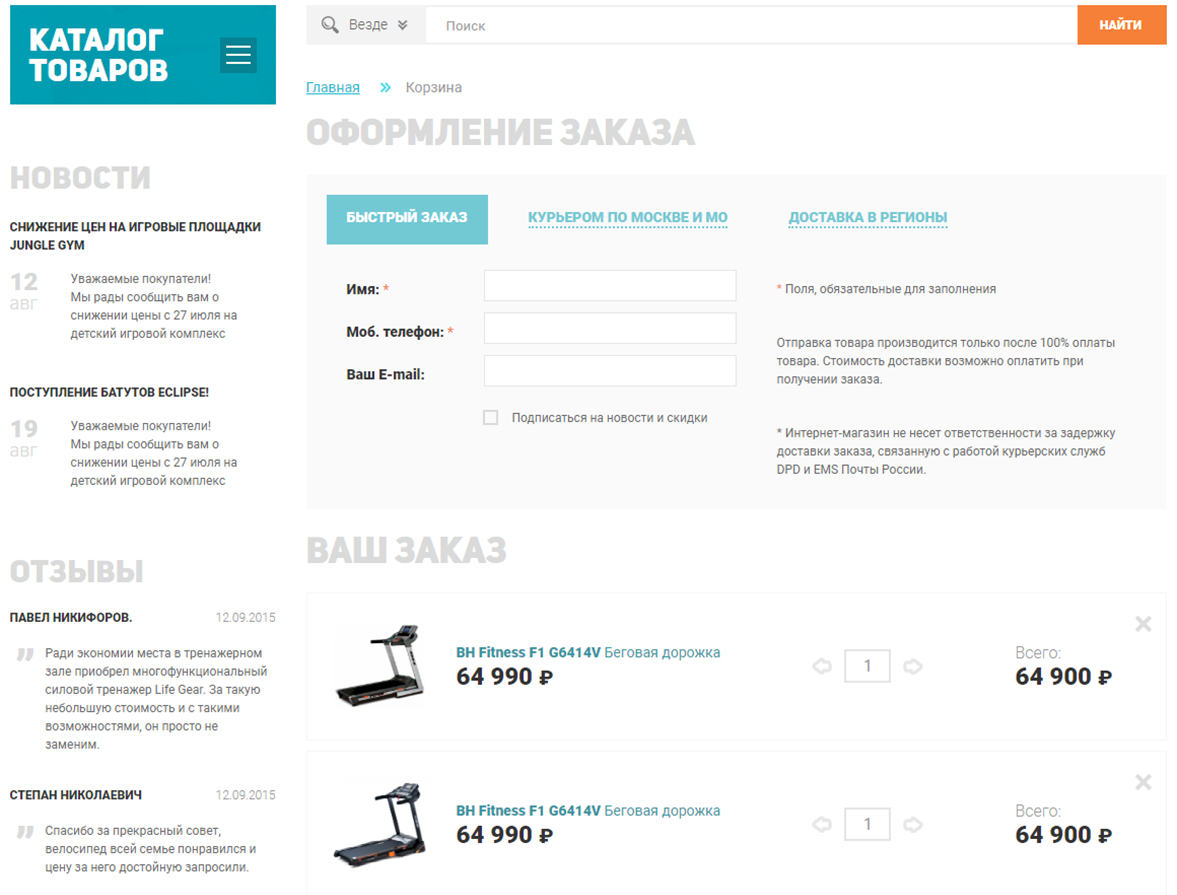 КАТАЛОГ
ТОВАРОВ
Везде
Поиск
НАЙТИ
Главная » Корзина
ОФОРМЛЕНИЕ ЗАКАЗА
НОВОСТИ
СНИЖЕНИЕ ЦЕН НА ИГРОВЫЕ ПЛОЩАДКИ
JUNGLE GYM
12
авг
Уважаемые покупатели!
Мы рады сообщить вам о
снижении цены с 27 июля на
детский игровой комплекс
ПОСТУПЛЕНИЕ БАТУТОВ ECLIPSE!
19
авг
Уважаемые покупатели!
Мы рады сообщить вам о
снижении цены с 27 июля на
детский игровой комплекс
ОТЗЫВЫ
ПАВЕЛ НИКИФОРОВ. 12.09.2015
Ради экономии места в тренажерном
зале приобрел многофункциональный
силовой тренажер Life Gear. За такую
небольшую стоимость и с такими
возможностями, он просто не
заменим.
СТЕПАН НИКОЛАЕВИЧ 12.09.2015
Спасибо за прекрасный совет,
велосипед всей семье понравился и
цену за него достойную запросили.
БЫСТРЫЙ ЗАКАЗ
КУРЬЕРОМ ПО МОСКВЕ И МО
ДОСТАВКА В РЕГИОНЫ
Имя: *
Моб. телефон: *
Ваш E-mail:
Подписаться на новости и скидки
* Поля, обязательные для заполнения
Отправка товара производится только после 100% оплаты
товара. Стоимость доставки возможно оплатить при
получении заказа.
* Интернет-магазин не несет ответственности за задержку
доставки заказа, связанную с работой курьерских служб
DPD и EMS Почты России.
ВАШ ЗАКАЗ
BH Fitness F1 G6414V Беговая дорожка
64 990 ₽
1
Всего:
64 900 ₽
BH Fitness F1 G6414V Беговая дорожка
64 990 ₽
1
Всего:
64 900 ₽